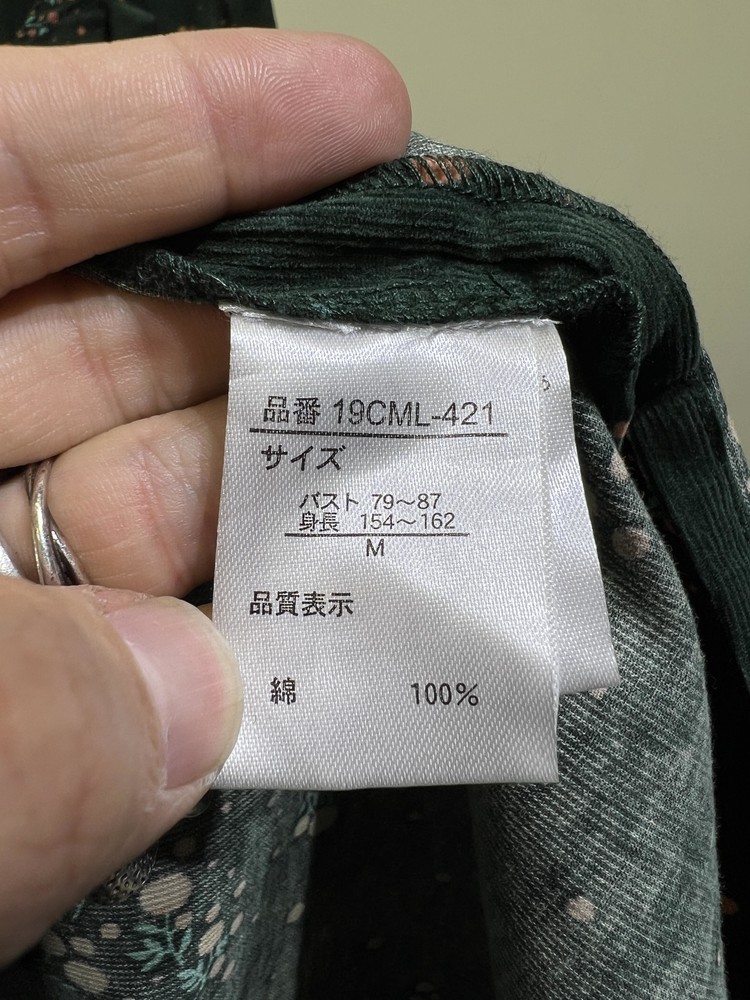 品番 19CML-421
サイズ
バスト 79～87
身長 154～162
M
品質表示
綿 100%